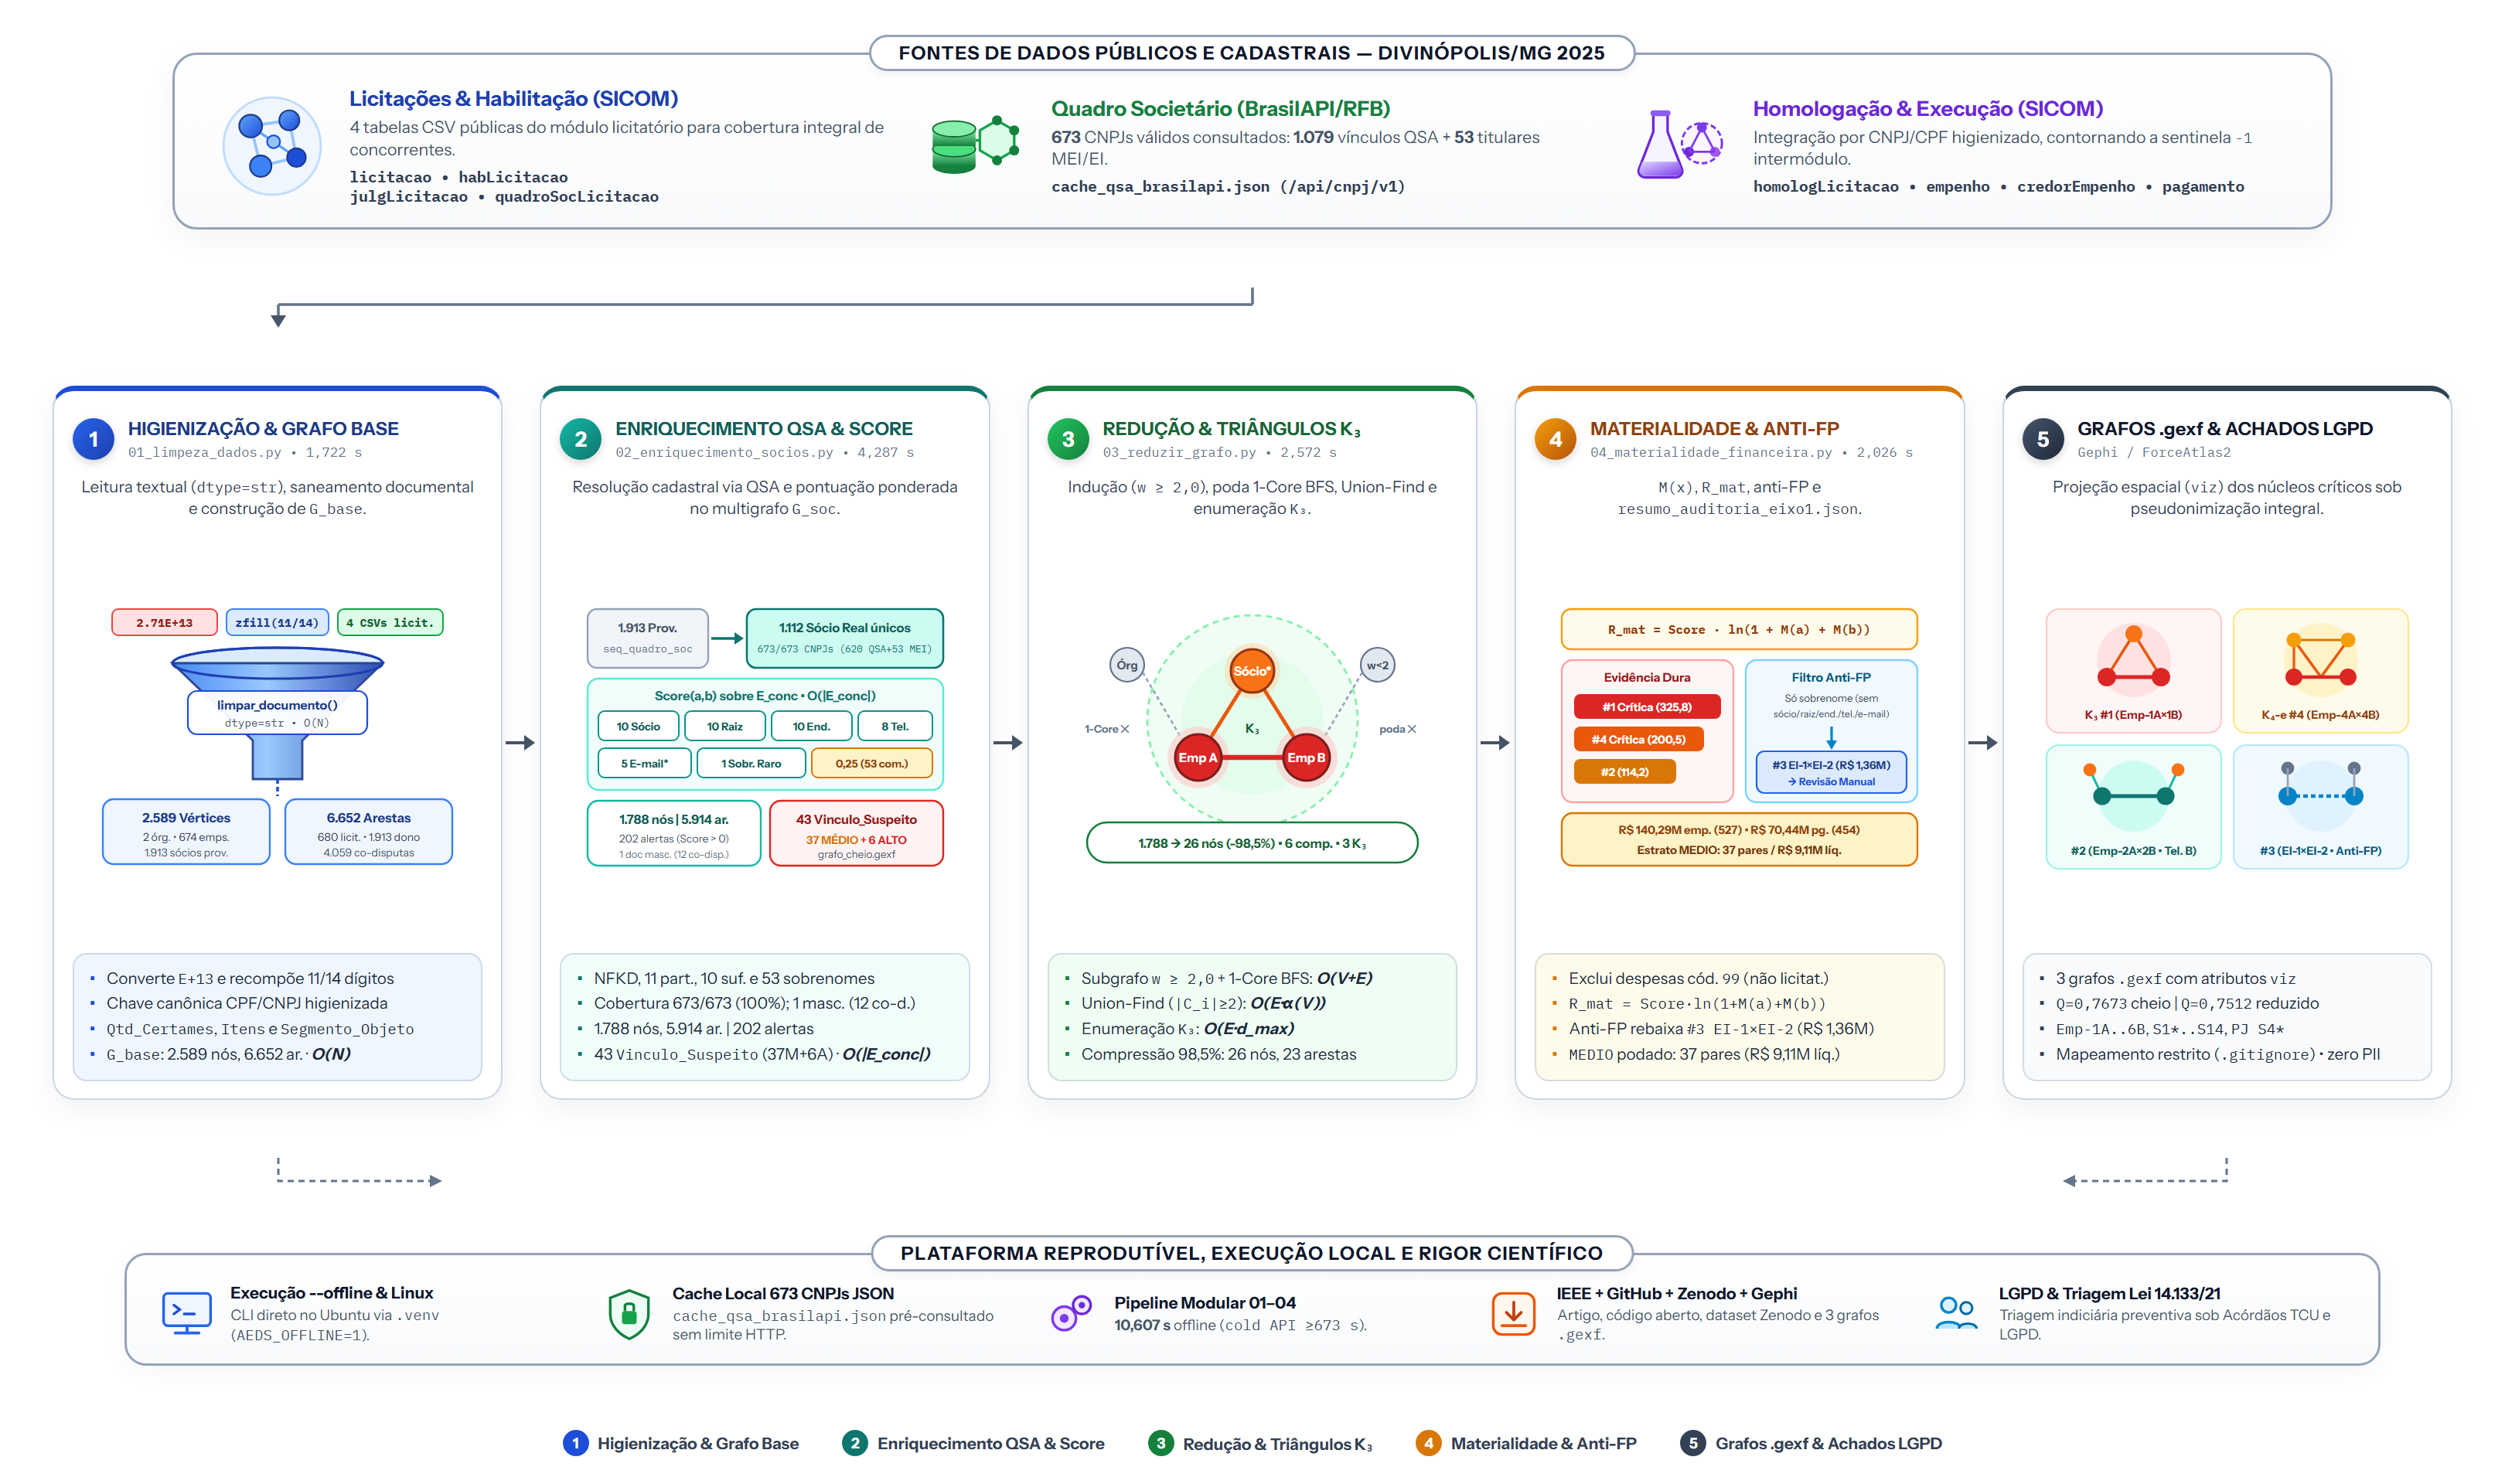 FONTES DE DADOS PÚBLICOS E CADASTRAIS — DIVINÓPOLIS/MG 2025
Licitações & Habilitação (SICOM)
4 tabelas CSV públicas do módulo licitatório para cobertura integral de
concorrentes.
licitacao • habLicitacao
julgLicitacao • quadroSocLicitacao
Quadro Societário (BrasilAPI/RFB)
673 CNPJs válidos consultados: 1.079 vínculos QSA + 53 titulares
MEI/EI.
cache_qsa_brasilapi.json (/api/cnpj/v1)
Homologação & Execução (SICOM)
Integração por CNPJ/CPF higienizado, contornando a sentinela -1
intermódulo.
homologLicitacao • empenho • credorEmpenho • pagamento
1
HIGIENIZAÇÃO & GRAFO BASE
01_limpeza_dados.py • 1,722 s
Leitura textual (dtype=str), saneamento documental
e construção de G_base.
2.71E+13
zfill(11/14)
4 CSVs licit.
limpar_documento()
dtype=str • O(N)
2.589 Vértices
2 órg. • 674 emps.
1.913 sócios prov.
6.652 Arestas
680 licit. • 1.913 dono
4.059 co-disputas
▪ Converte E+13 e recompõe 11/14 dígitos
▪ Chave canônica CPF/CNPJ higienizada
▪ Qtd_Certames, Itens e Segmento_Objeto
▪ G_base: 2.589 nós, 6.652 ar. · O(N)
2
ENRIQUECIMENTO QSA & SCORE
02_enriquecimento_socios.py • 4,287 s
Resolução cadastral via QSA e pontuação ponderada
no multigrafo G_soc.
1.913 Prov.
seq_quadro_soc
1.112 Sócio Real únicos
673/673 CNPJs (620 QSA+53 MEI)
Score(a,b) sobre E_conc • O(|E_conc|)
10 Sócio
10 Raiz
10 End.
8 Tel.
5 E-mail*
1 Sobr. Raro
0,25 (53 com.)
1.788 nós | 5.914 ar.
202 alertas (Score > 0)
1 doc masc. (12 co-disp.)
43 Vinculo_Suspeito
37 MÉDIO + 6 ALTO
grafo_cheio.gexf
▪ NFKD, 11 part., 10 suf. e 53 sobrenomes
▪ Cobertura 673/673 (100%); 1 masc. (12 co-d.)
▪ 1.788 nós, 5.914 ar. | 202 alertas
▪ 43 Vinculo_Suspeito (37M+6A) · O(|E_conc|)
3
REDUÇÃO & TRIÂNGULOS K₃
03_reduzir_grafo.py • 2,572 s
Indução (w ≥ 2,0), poda 1-Core BFS, Union-Find e
enumeração K₃.
Órg
w<2
Sócio*
1-Core ✕
K₃
poda ✕
Emp A
Emp B
1.788 → 26 nós (-98,5%) • 6 comp. • 3 K₃
▪ Subgrafo w ≥ 2,0 + 1-Core BFS: O(V+E)
▪ Union-Find (|C_i|≥2): O(E·α(V))
▪ Enumeração K₃: O(E·d_max)
▪ Compressão 98,5%: 26 nós, 23 arestas
4
MATERIALIDADE & ANTI-FP
04_materialidade_financeira.py • 2,026 s
M(x), R_mat, anti-FP e
resumo_auditoria_eixo1.json.
R_mat = Score · ln(1 + M(a) + M(b))
Evidência Dura
#1 Crítica (325,8)
#4 Crítica (200,5)
#2 (114,2)
Filtro Anti-FP
Só sobrenome (sem
sócio/raiz/end./tel./e-mail)
#3 EI-1×EI-2 (R$ 1,36M)
→ Revisão Manual
R$ 140,29M emp. (527) • R$ 70,44M pg. (454)
Estrato MEDIO: 37 pares / R$ 9,11M líq.
▪ Exclui despesas cód. 99 (não licitat.)
▪ R_mat = Score·ln(1+M(a)+M(b))
▪ Anti-FP rebaixa #3 EI-1×EI-2 (R$ 1,36M)
▪ MEDIO podado: 37 pares (R$ 9,11M líq.)
5
GRAFOS .gexf & ACHADOS LGPD
Gephi / ForceAtlas2
Projeção espacial (viz) dos núcleos críticos sob
pseudonimização integral.
K₃ #1 (Emp-1A×1B)
K₄-e #4 (Emp-4A×4B)
#2 (Emp-2A×2B • Tel. B)
#3 (EI-1×EI-2 • Anti-FP)
▪ 3 grafos .gexf com atributos viz
▪ Q=0,7673 cheio | Q=0,7512 reduzido
▪ Emp-1A..6B, S1*..S14, PJ S4*
▪ Mapeamento restrito (.gitignore) · zero PII
PLATAFORMA REPRODUTÍVEL, EXECUÇÃO LOCAL E RIGOR CIENTÍFICO
Execução --offline & Linux
CLI direto no Ubuntu via .venv
(AEDS_OFFLINE=1).
Cache Local 673 CNPJs JSON
cache_qsa_brasilapi.json pré-consultado
sem limite HTTP.
Pipeline Modular 01–04
10,607 s offline (cold API ≥673 s).
IEEE + GitHub + Zenodo + Gephi
Artigo, código aberto, dataset Zenodo e 3 grafos
.gexf.
LGPD & Triagem Lei 14.133/21
Triagem indiciária preventiva sob Acórdãos TCU e
LGPD.
1 Higienização & Grafo Base
2 Enriquecimento QSA & Score
3 Redução & Triângulos K₃
4 Materialidade & Anti-FP
5 Grafos .gexf & Achados LGPD